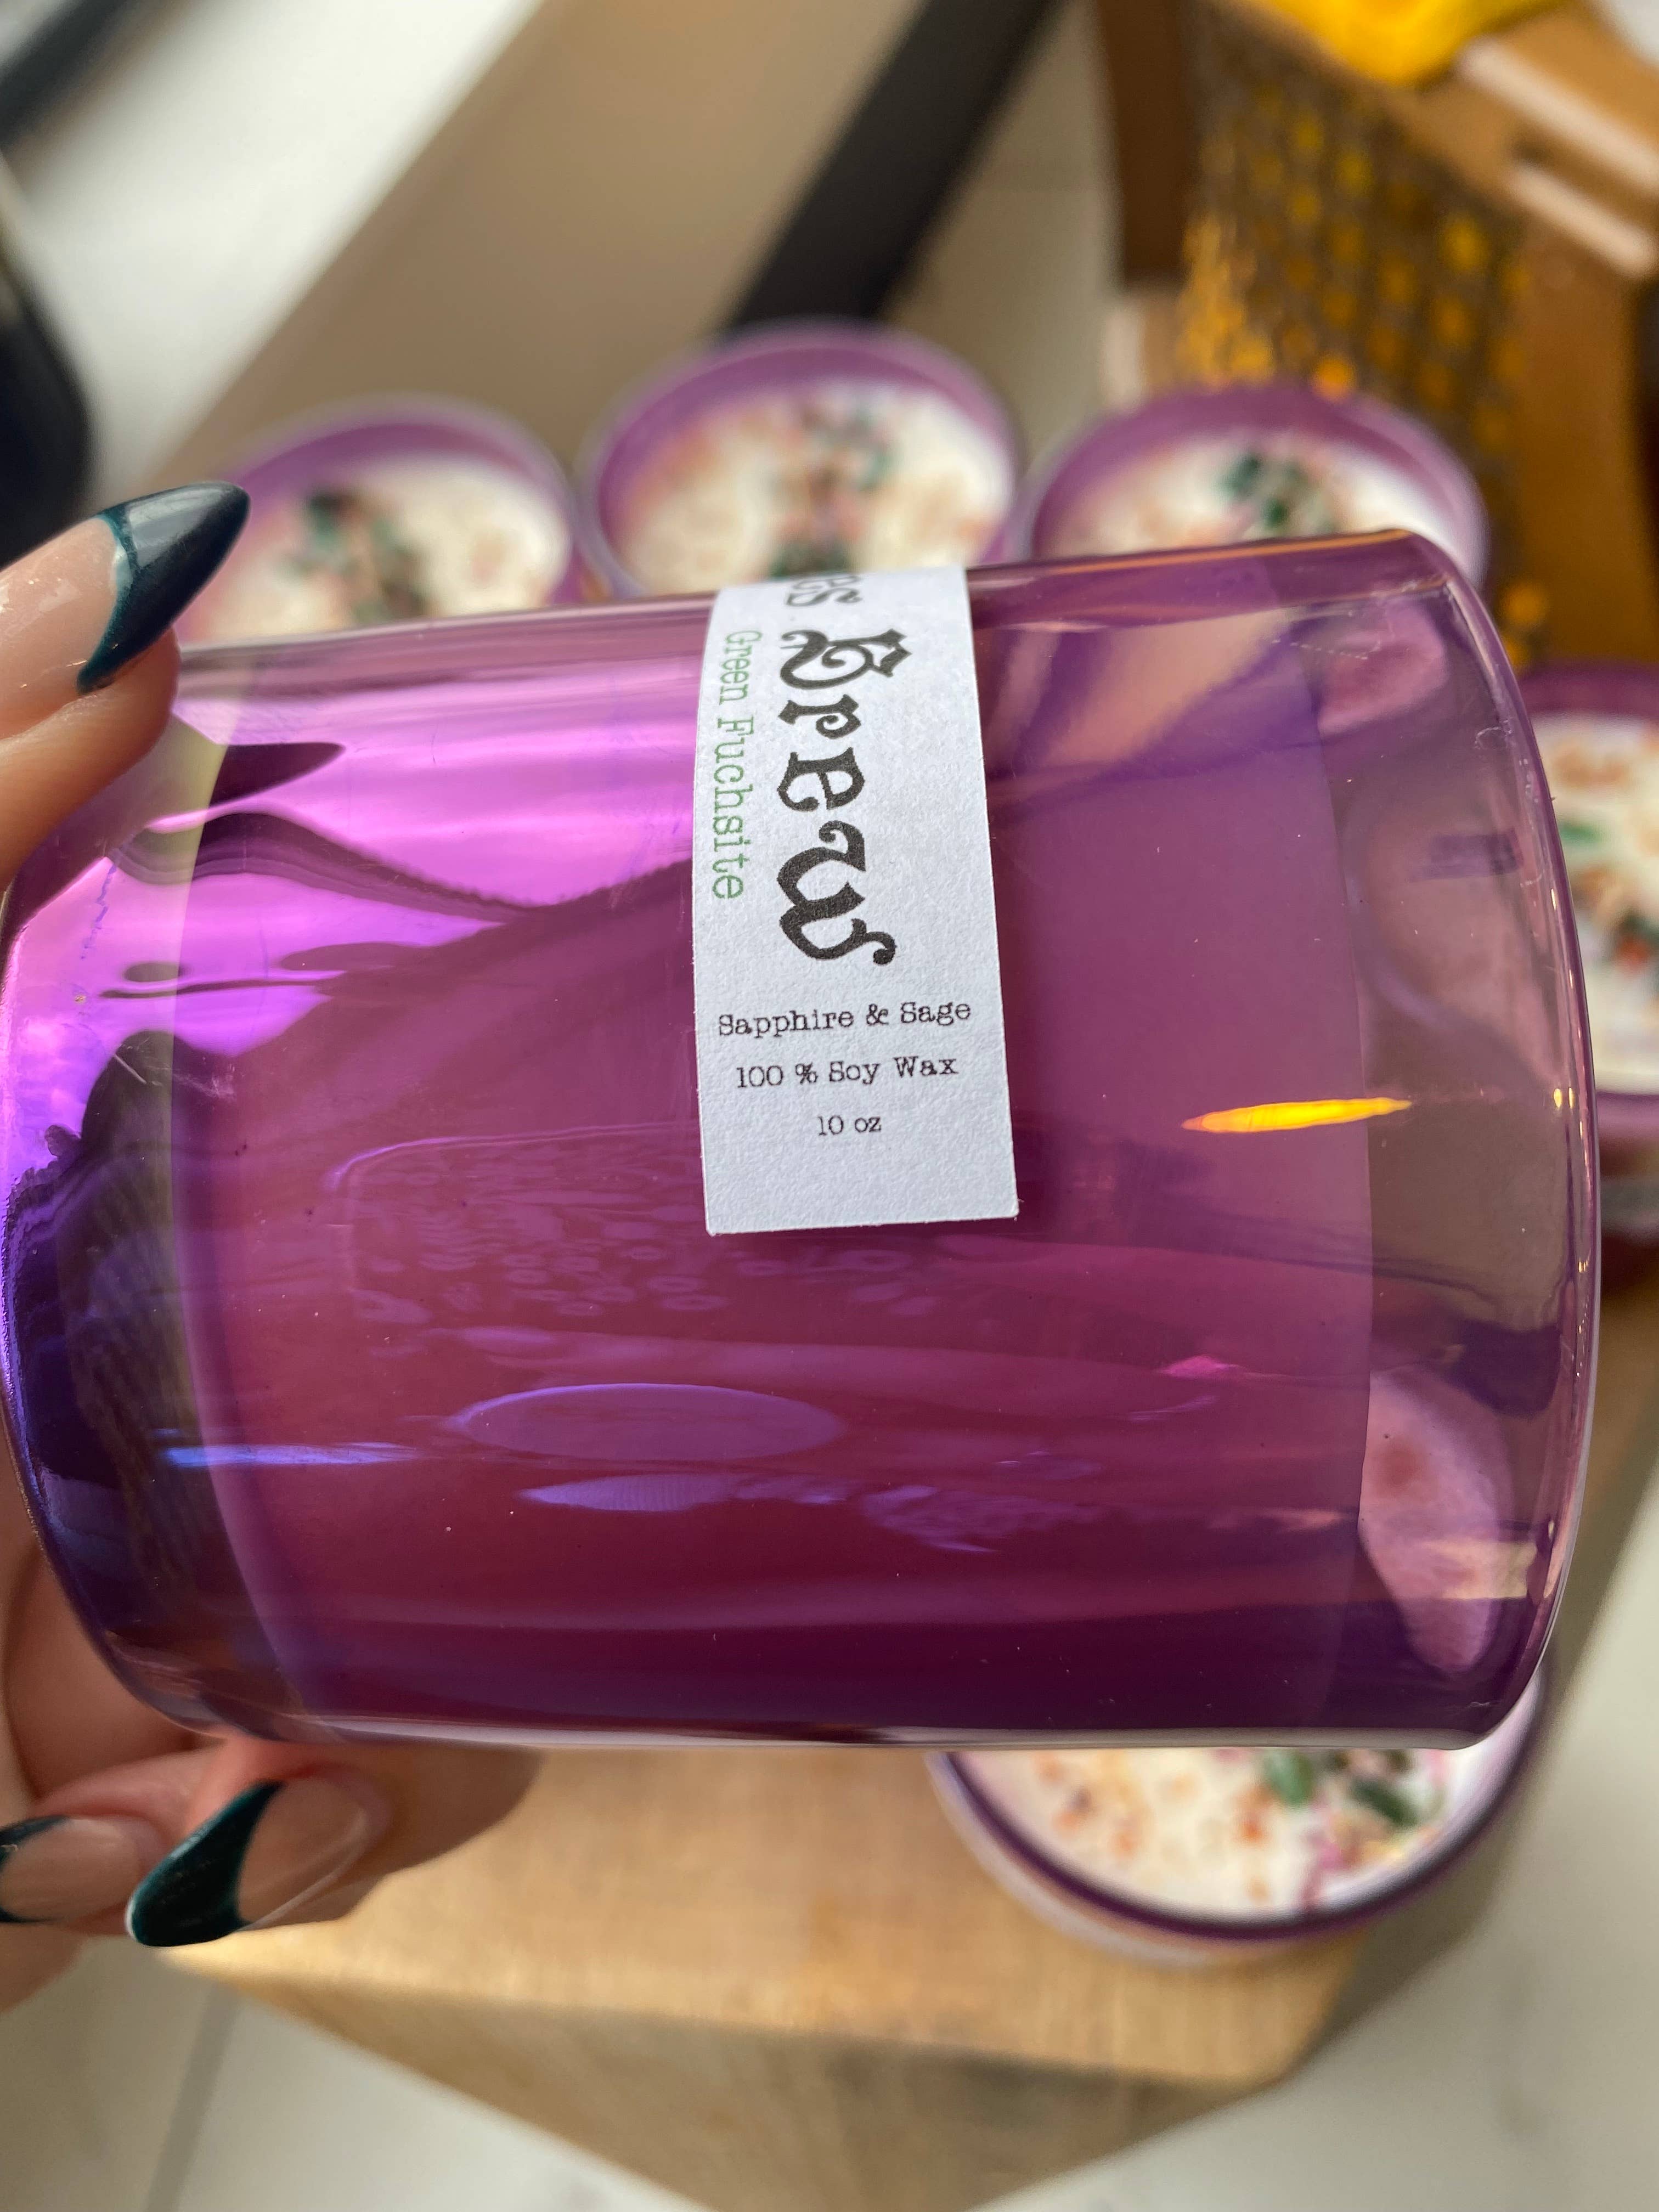 Brew
Green Fuchsite
Sapphire & Sage
100 % Soy Wax
10 oz